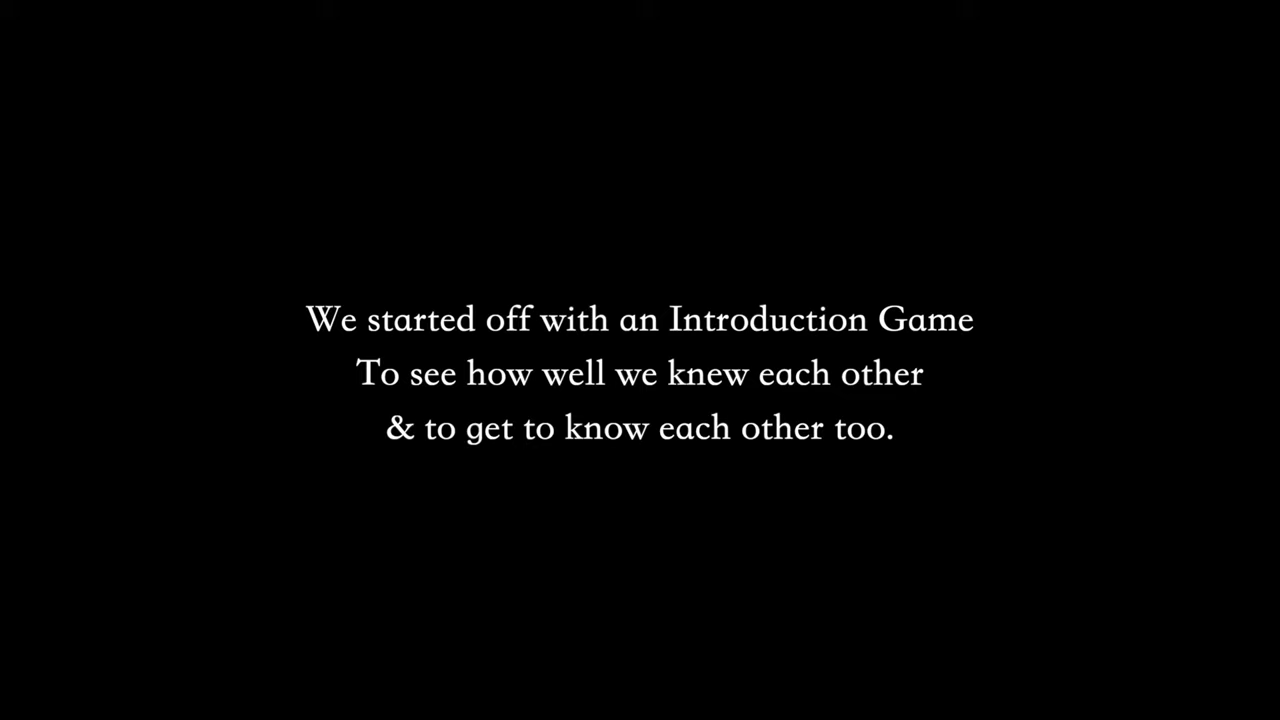 We started off with an Introduction Game
To see how well we knew each other
& to get to know each other too.